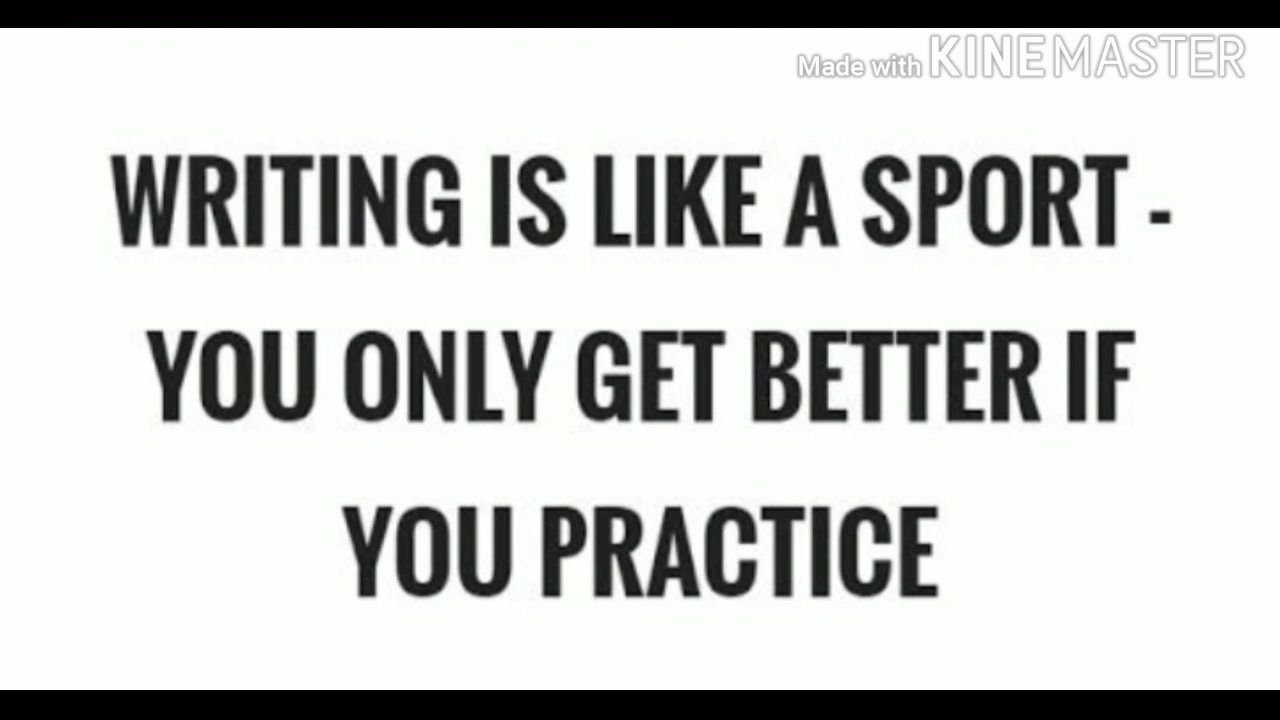 Made with KINEMASTER
WRITING IS LIKE A SPORT -
YOU ONLY GET BETTER IF
YOU PRACTICE